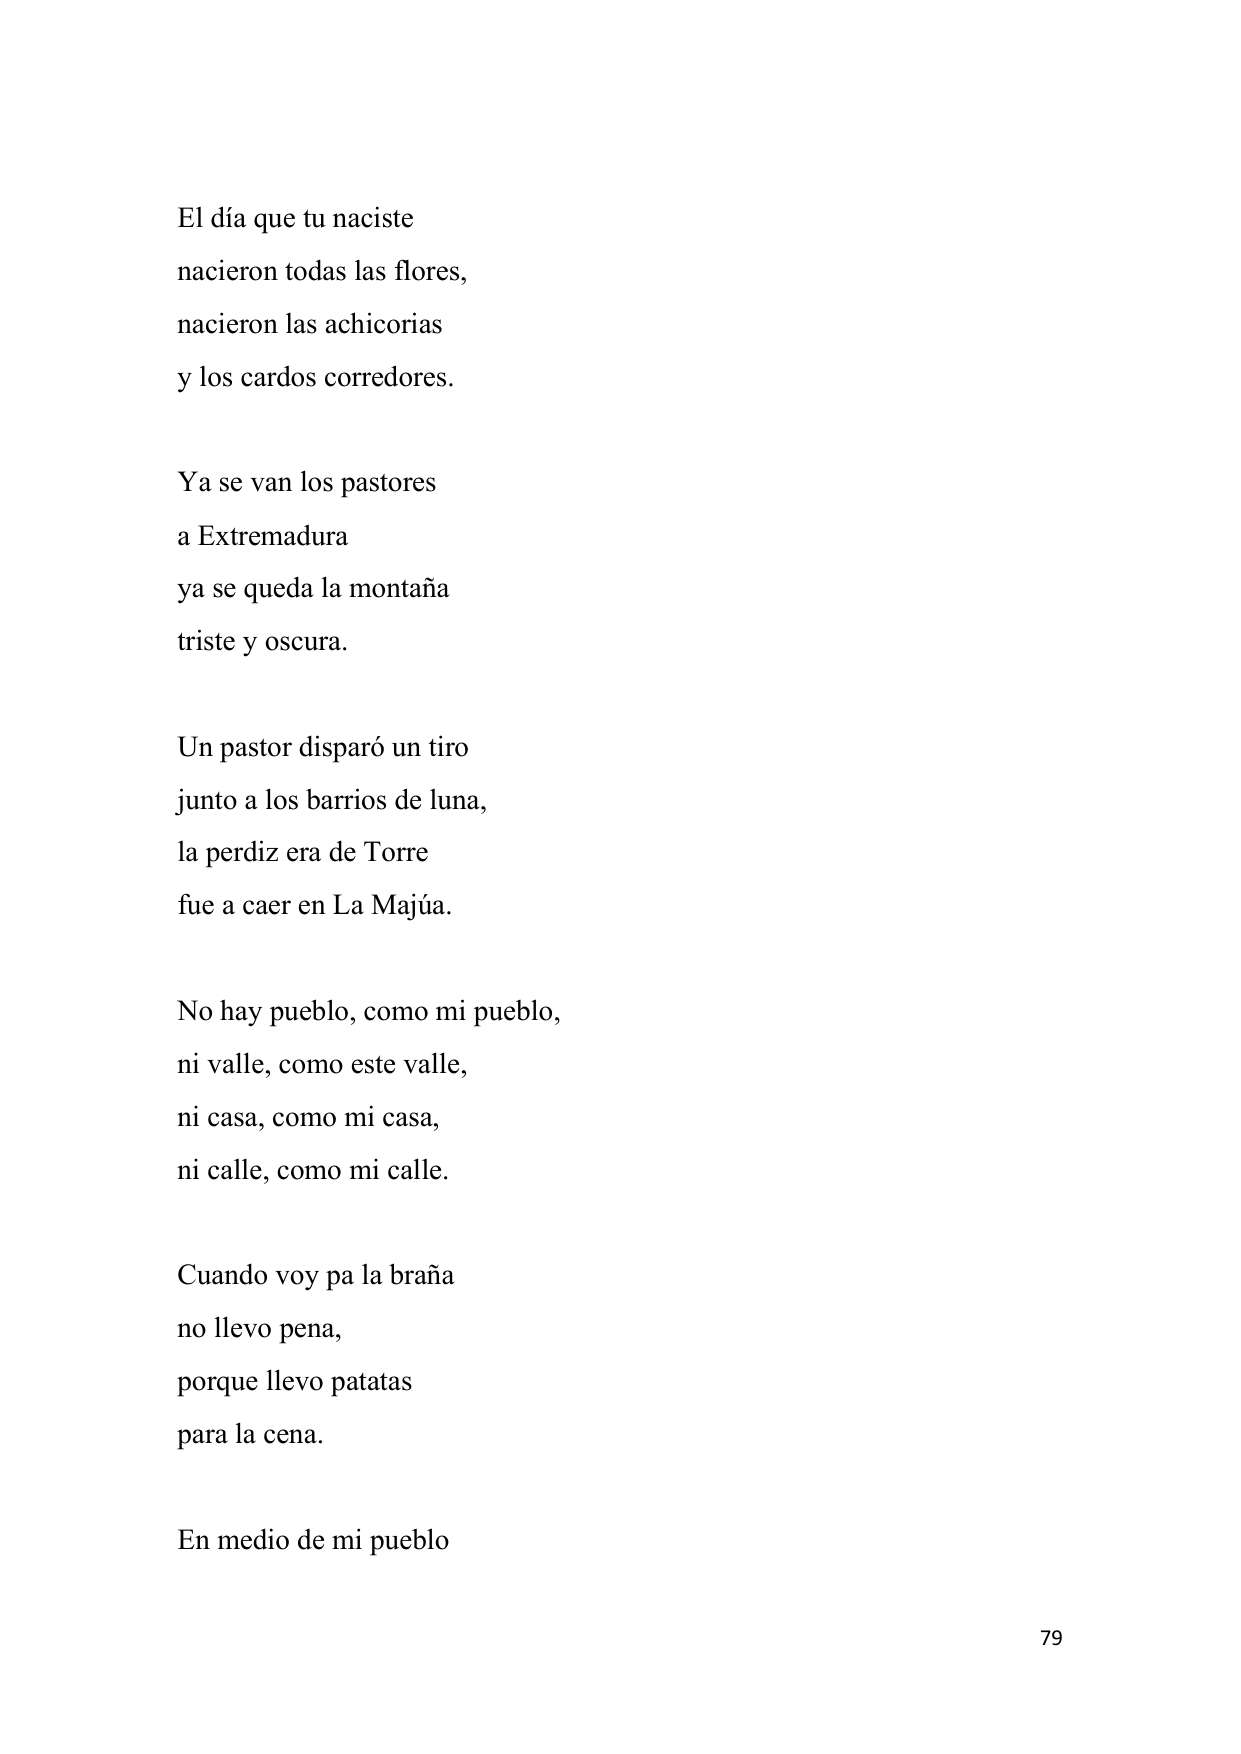 El día que tu naciste
nacieron todas las flores,
nacieron las achicorias
y los cardos corredores.
Ya se van los pastores
a Extremadura
ya se queda la montaña
triste y oscura.
Un pastor disparó un tiro
junto a los barrios de luna,
la perdiz era de Torre
fue a caer en La Majúa.
No hay pueblo, como mi pueblo,
ni valle, como este valle,
ni casa, como mi casa,
ni calle, como mi calle.
Cuando voy pa la braña
no llevo pena,
porque llevo patatas
para la cena.
En medio de mi pueblo
79